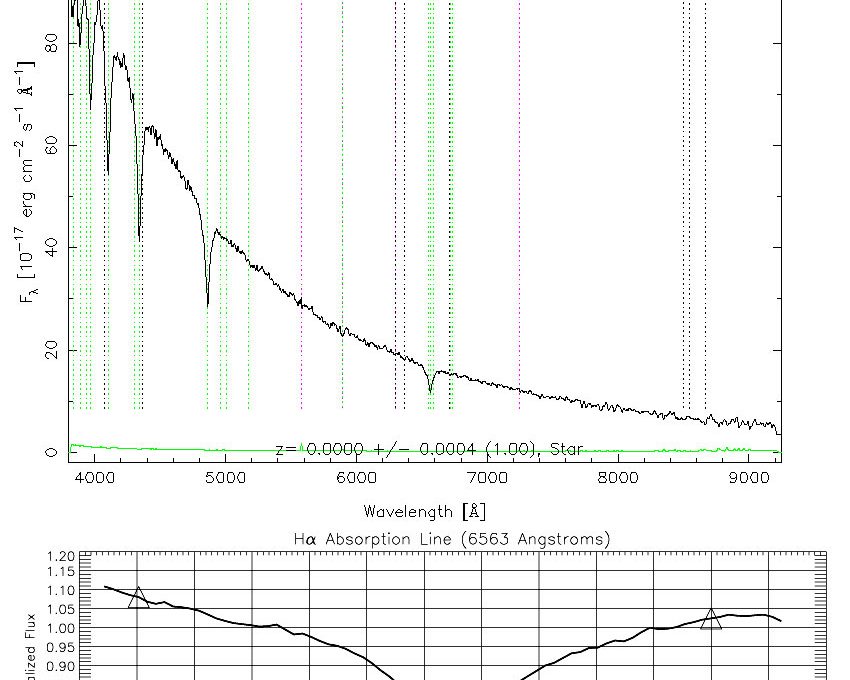 80
60
40
20
0
F_λ [10⁻¹⁷ erg cm⁻² s⁻¹ Å⁻¹]
z= 0.0000 +/− 0.0004 (1.00), Star
4000 5000 6000 7000 8000 9000
Wavelength [Å]
Hα Absorption Line (6563 Angstroms)
1.20
1.15
1.10
1.05
1.00
0.95
0.90
alized Flux